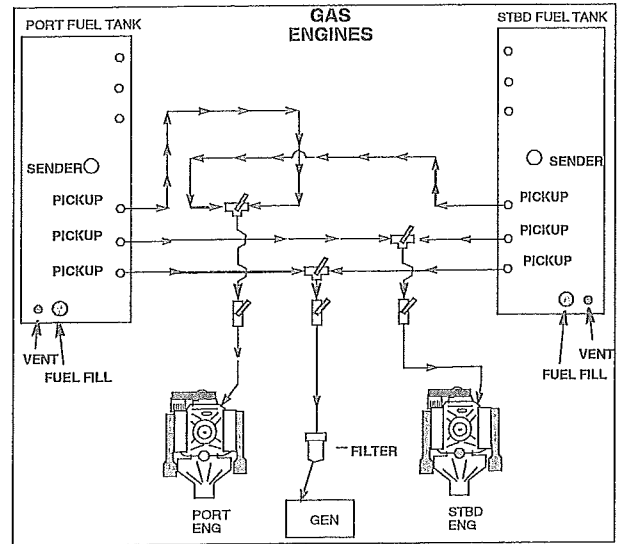 GAS
ENGINES
PORT FUEL TANK
STBD FUEL TANK
SENDER
SENDER
PICKUP
PICKUP
PICKUP
PICKUP
PICKUP
PICKUP
VENT
FUEL FILL
VENT
FUEL FILL
FILTER
PORT
ENG
GEN
STBD
ENG